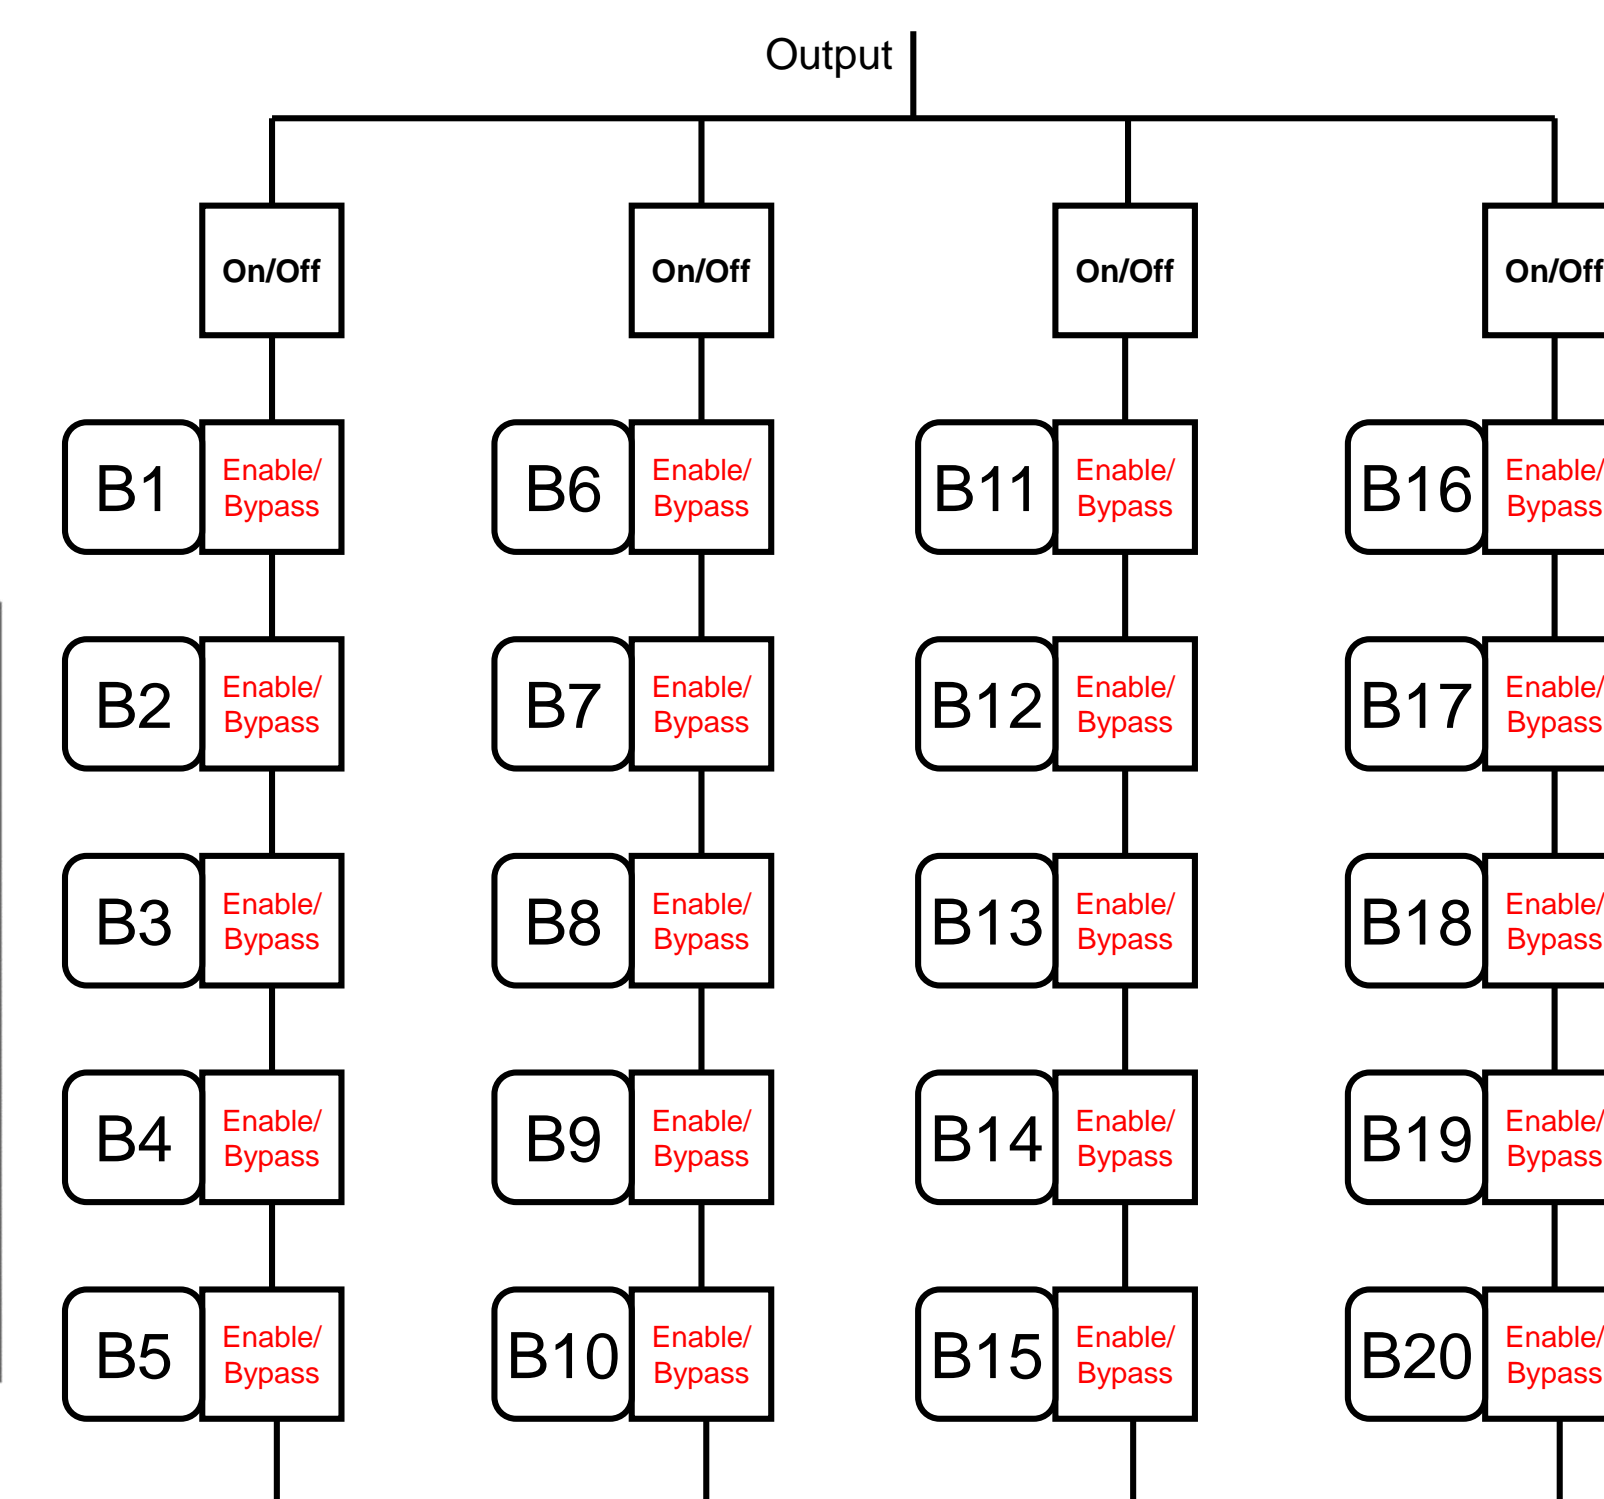 Output
On/Off On/Off On/Off On/Off
B1 Enable/ Bypass B6 Enable/ Bypass B11 Enable/ Bypass B16 Enable/ Bypass
B2 Enable/ Bypass B7 Enable/ Bypass B12 Enable/ Bypass B17 Enable/ Bypass
B3 Enable/ Bypass B8 Enable/ Bypass B13 Enable/ Bypass B18 Enable/ Bypass
B4 Enable/ Bypass B9 Enable/ Bypass B14 Enable/ Bypass B19 Enable/ Bypass
B5 Enable/ Bypass B10 Enable/ Bypass B15 Enable/ Bypass B20 Enable/ Bypass